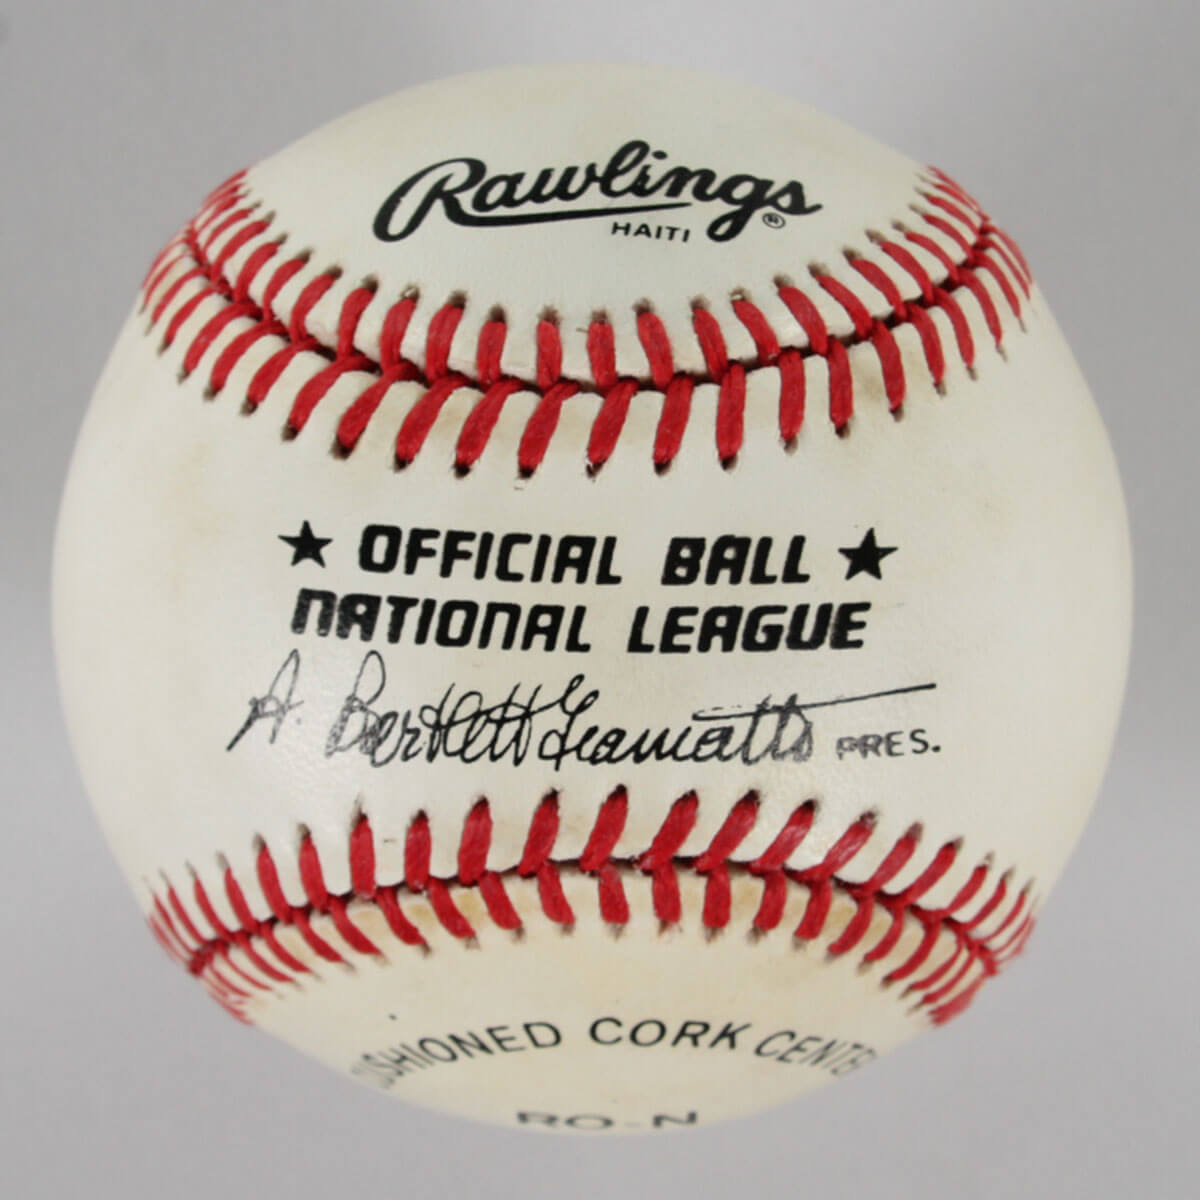 Rawlings ®
HAITI
★ OFFICIAL BALL ★
NATIONAL LEAGUE
A. Bartlett Giamatti PRES.
CUSHIONED CORK CENTER
RO-N